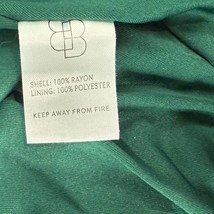 SHELL: 100% RAYON
LINING: 100% POLYESTER
KEEP AWAY FROM FIRE